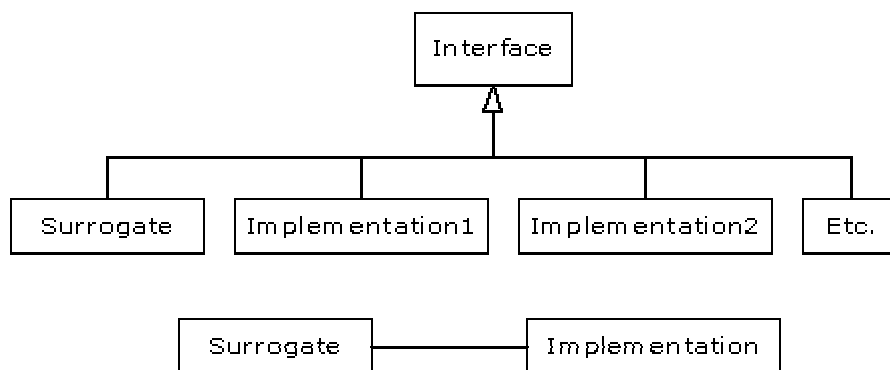 Interface
Surrogate
Implementation1
Implementation2
Etc.
Surrogate
Implementation